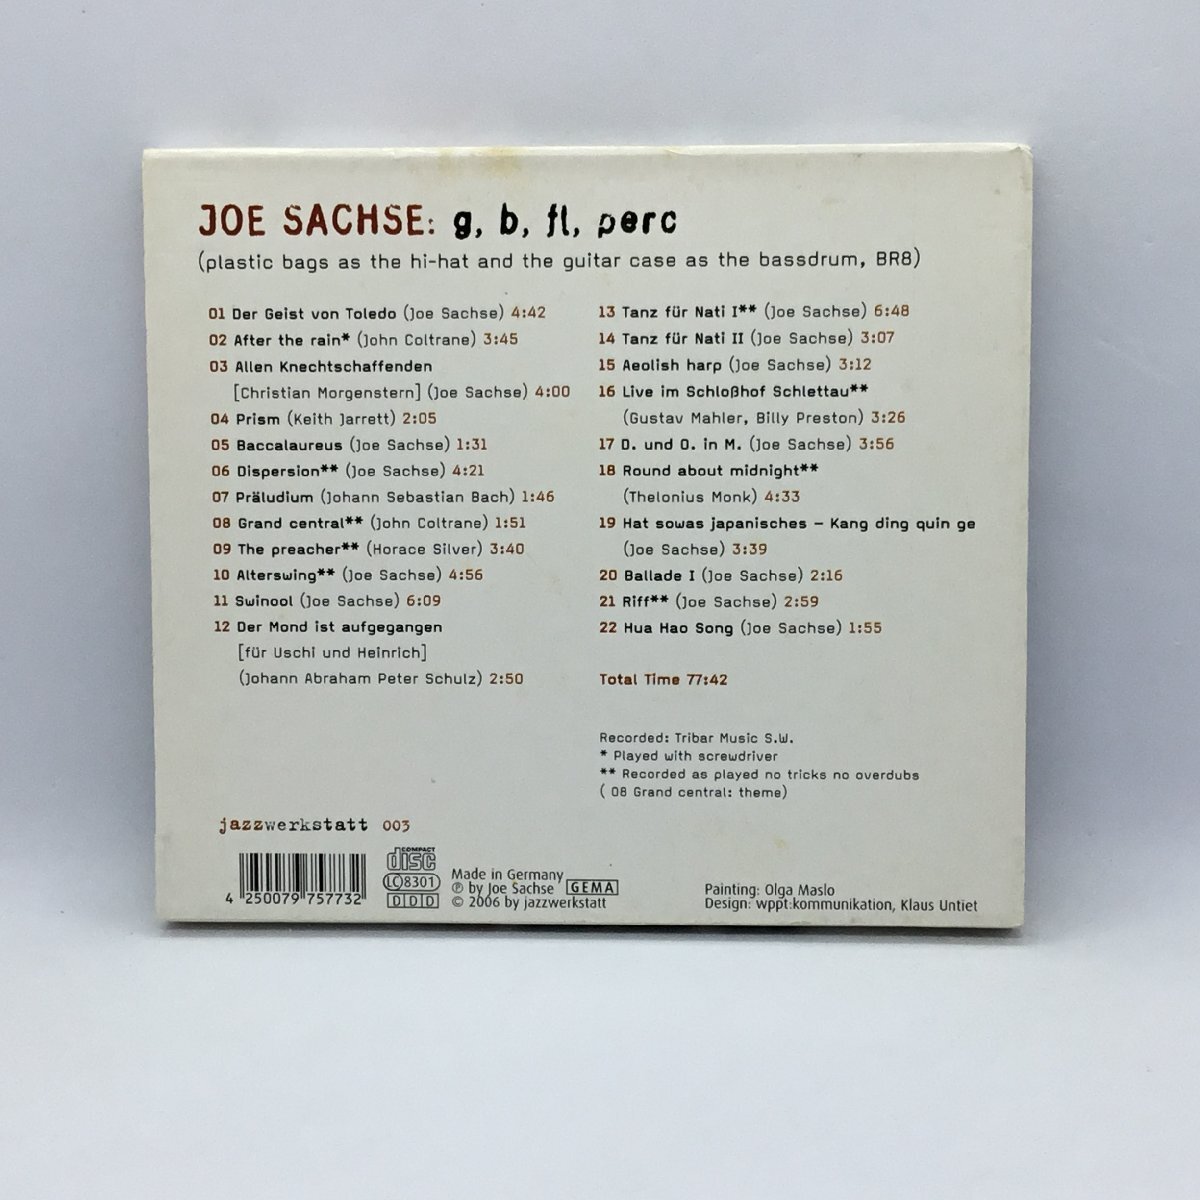 JOE SACHSE: g, b, fl, perc
(plastic bags as the hi-hat and the guitar case as the bassdrum, BR8)
01 Der Geist von Toledo (Joe Sachse) 4:42
02 After the rain* (John Coltrane) 3:45
03 Allen Knechtschaffenden
[Christian Morgenstern] (Joe Sachse) 4:00
04 Prism (Keith Jarrett) 2:05
05 Baccalaureus (Joe Sachse) 1:31
06 Dispersion** (Joe Sachse) 4:21
07 Präludium (Johann Sebastian Bach) 1:46
08 Grand central** (John Coltrane) 1:51
09 The preacher** (Horace Silver) 3:40
10 Alterswing** (Joe Sachse) 4:56
11 Swinool (Joe Sachse) 6:09
12 Der Mond ist aufgegangen
[für Uschi und Heinrich]
(Johann Abraham Peter Schulz) 2:50
13 Tanz für Nati I** (Joe Sachse) 6:48
14 Tanz für Nati II (Joe Sachse) 3:07
15 Aeolish harp (Joe Sachse) 3:12
16 Live im Schloßhof Schlettau**
(Gustav Mahler, Billy Preston) 3:26
17 D. und O. in M. (Joe Sachse) 3:56
18 Round about midnight**
(Thelonius Monk) 4:33
19 Hat sowas japanisches – Kang ding quin ge
(Joe Sachse) 3:39
20 Ballade I (Joe Sachse) 2:16
21 Riff** (Joe Sachse) 2:59
22 Hua Hao Song (Joe Sachse) 1:55
Total Time 77:42
Recorded: Tribar Music S.W.
* Played with screwdriver
** Recorded as played no tricks no overdubs
( 08 Grand central: theme)
jazzwerkstatt 003
4 250079 757732
COMPACT
disc
LC 8301
DDD
Made in Germany
℗ by Joe Sachse GEMA
© 2006 by jazzwerkstatt
Painting: Olga Maslo
Design: wppt:kommunikation, Klaus Untiet